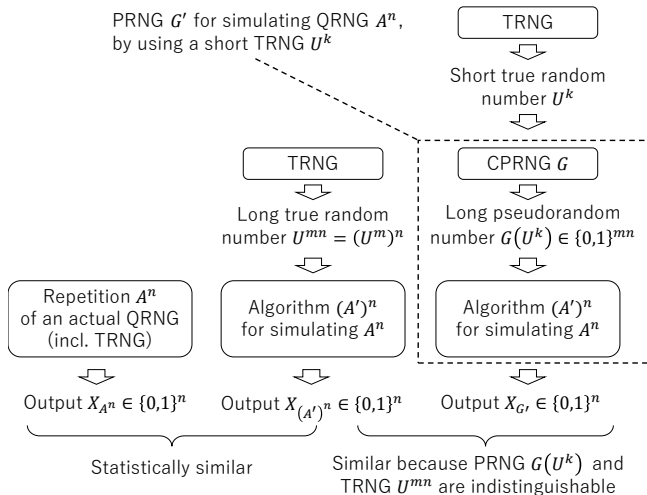 PRNG G′ for simulating QRNG Aⁿ,
by using a short TRNG Uᵏ
TRNG
Short true random
number Uᵏ
TRNG
CPRNG G
Long true random
number Uᵐⁿ = (Uᵐ)ⁿ
Long pseudorandom
number G(Uᵏ) ∈ {0,1}ᵐⁿ
Repetition Aⁿ
of an actual QRNG
(incl. TRNG)
Algorithm (A′)ⁿ
for simulating Aⁿ
Algorithm (A′)ⁿ
for simulating Aⁿ
Output X_{Aⁿ} ∈ {0,1}ⁿ
Output X_{(A′)ⁿ} ∈ {0,1}ⁿ
Output X_{G′} ∈ {0,1}ⁿ
Statistically similar
Similar because PRNG G(Uᵏ) and
TRNG Uᵐⁿ are indistinguishable